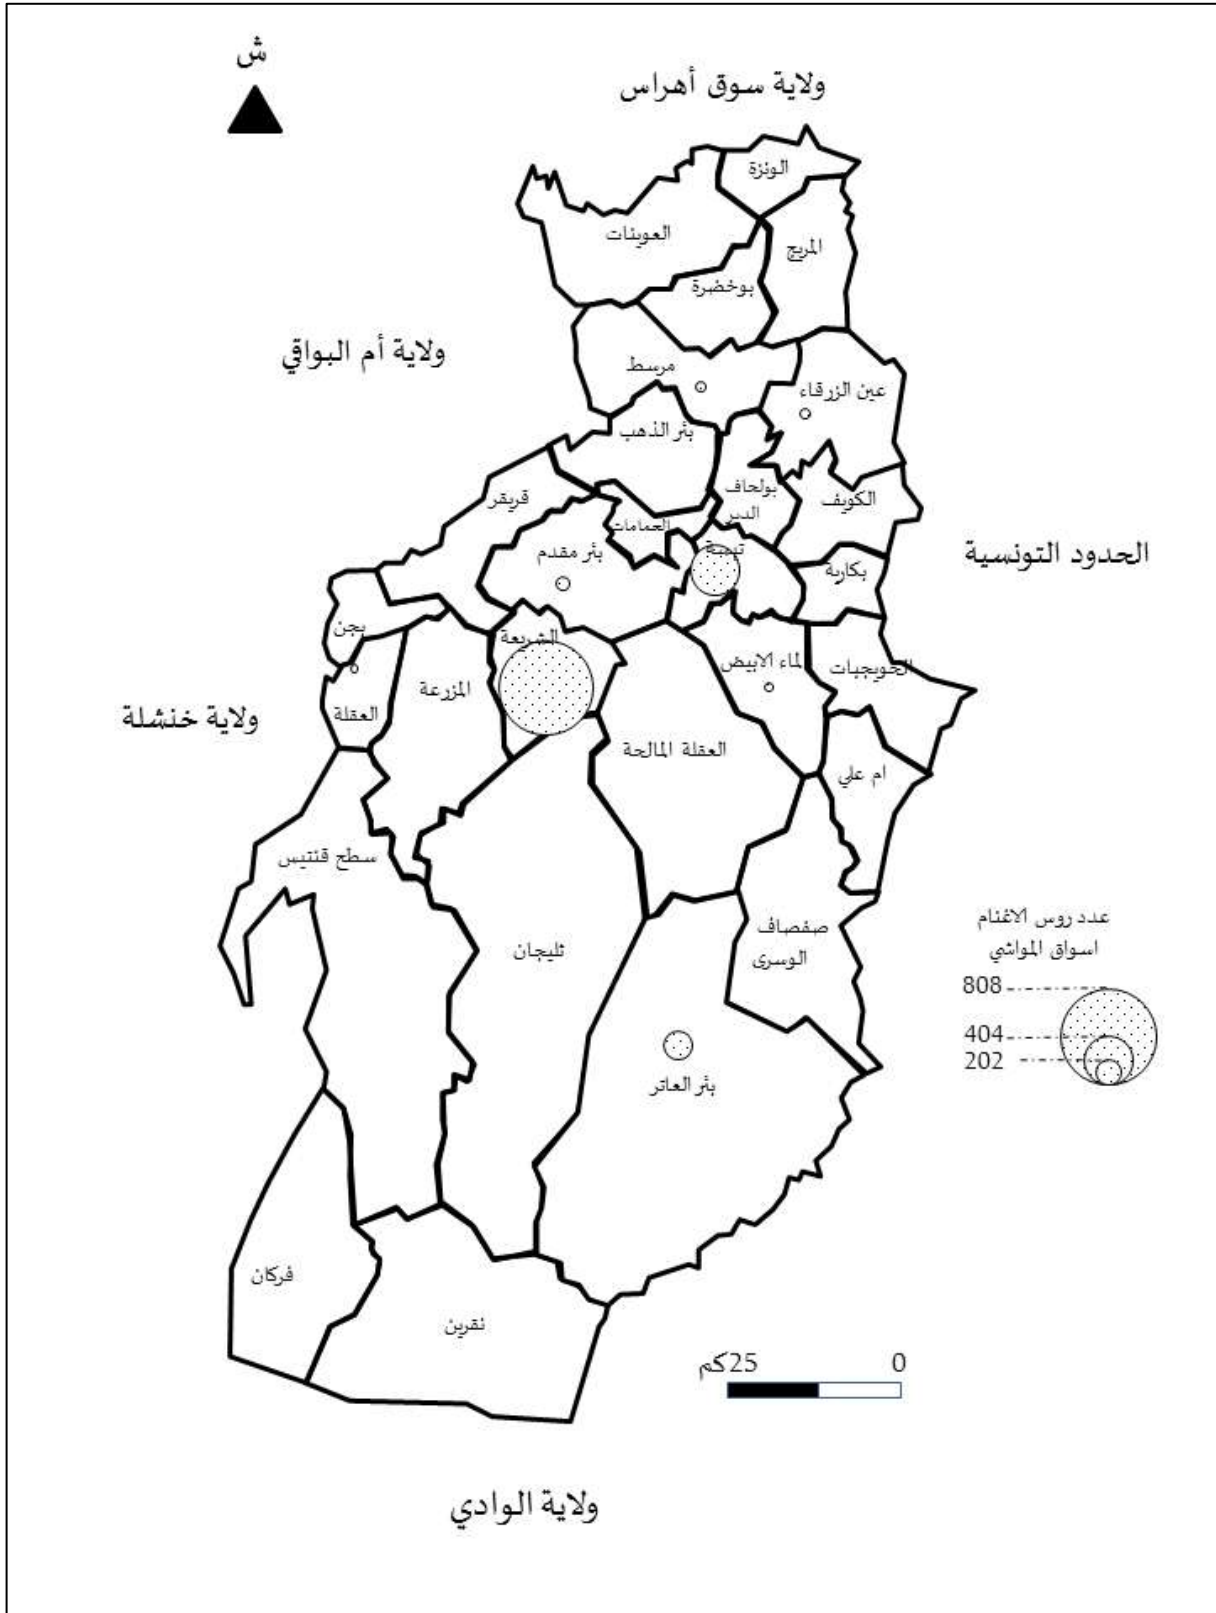 ش
ولاية سوق أهراس
الونزة
العوينات
المريج
بوخضرة
ولاية أم البواقي
مرسط
عين الزرقاء
بئر الذهب
بولحاف
الدير
الكويف
قريقر
الحمامات
بئر مقدم
تبسة
الحدود التونسية
بكارية
بجن
الشريعة
لماء الابيض
الحويجبات
المزرعة
العقلة
ولاية خنشلة
العقلة المالحة
ام علي
سطح قنتيس
صفصاف
الوسرى
ثليجان
عدد روس الاغنام
اسواق المواشي
808
404
202
بئر العاتر
فركان
نقرين
25كم
0
ولاية الوادي